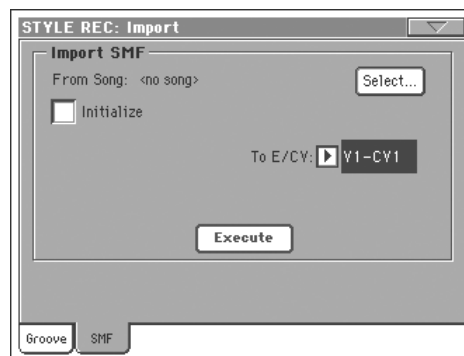 STYLE REC: Import
Import SMF
From Song: <no song> Select...
Initialize
To E/CV: V1-CV1
Execute
Groove SMF